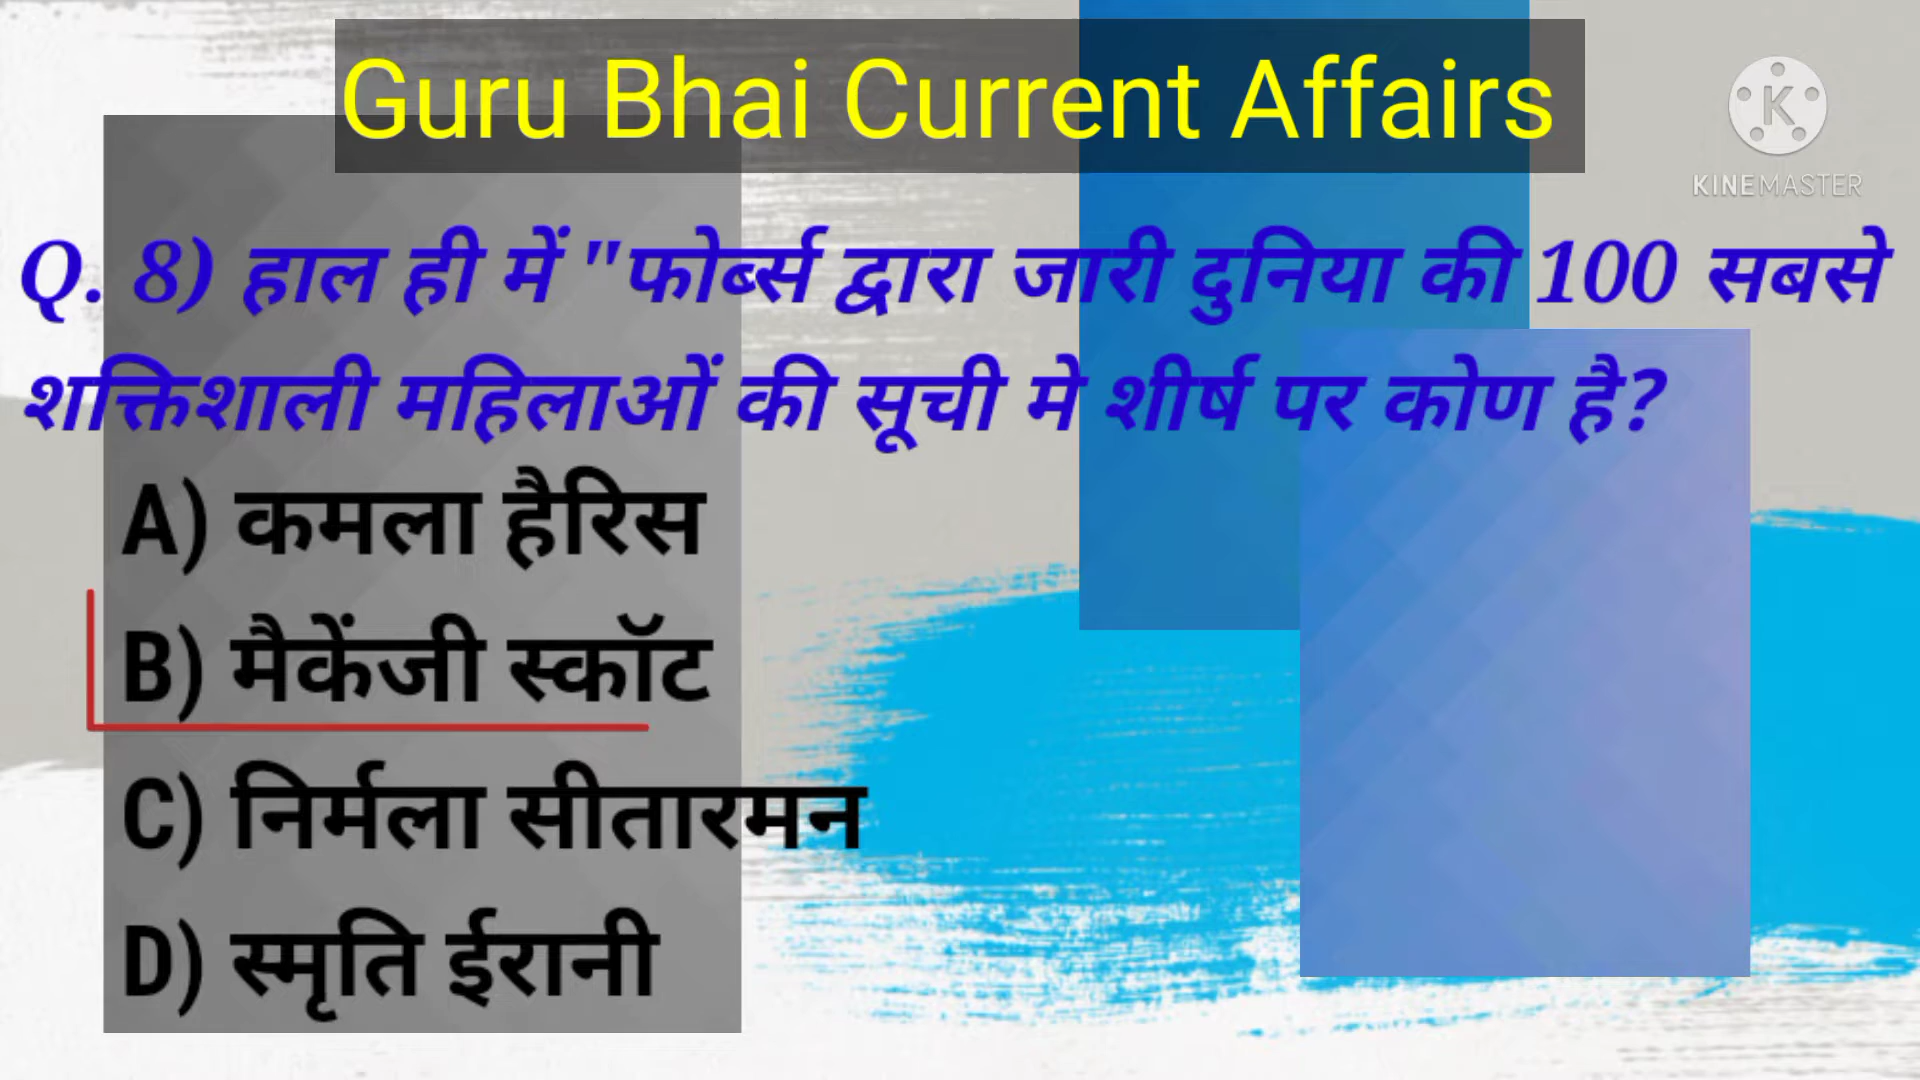 Guru Bhai Current Affairs
K
KINEMASTER
Q. 8) हाल ही में "फोर्ब्स द्वारा जारी दुनिया की 100 सबसे
शक्तिशाली महिलाओं की सूची मे शीर्ष पर कोण है?
A) कमला हैरिस
B) मैकेंजी स्कॉट
C) निर्मला सीतारमन
D) स्मृति ईरानी